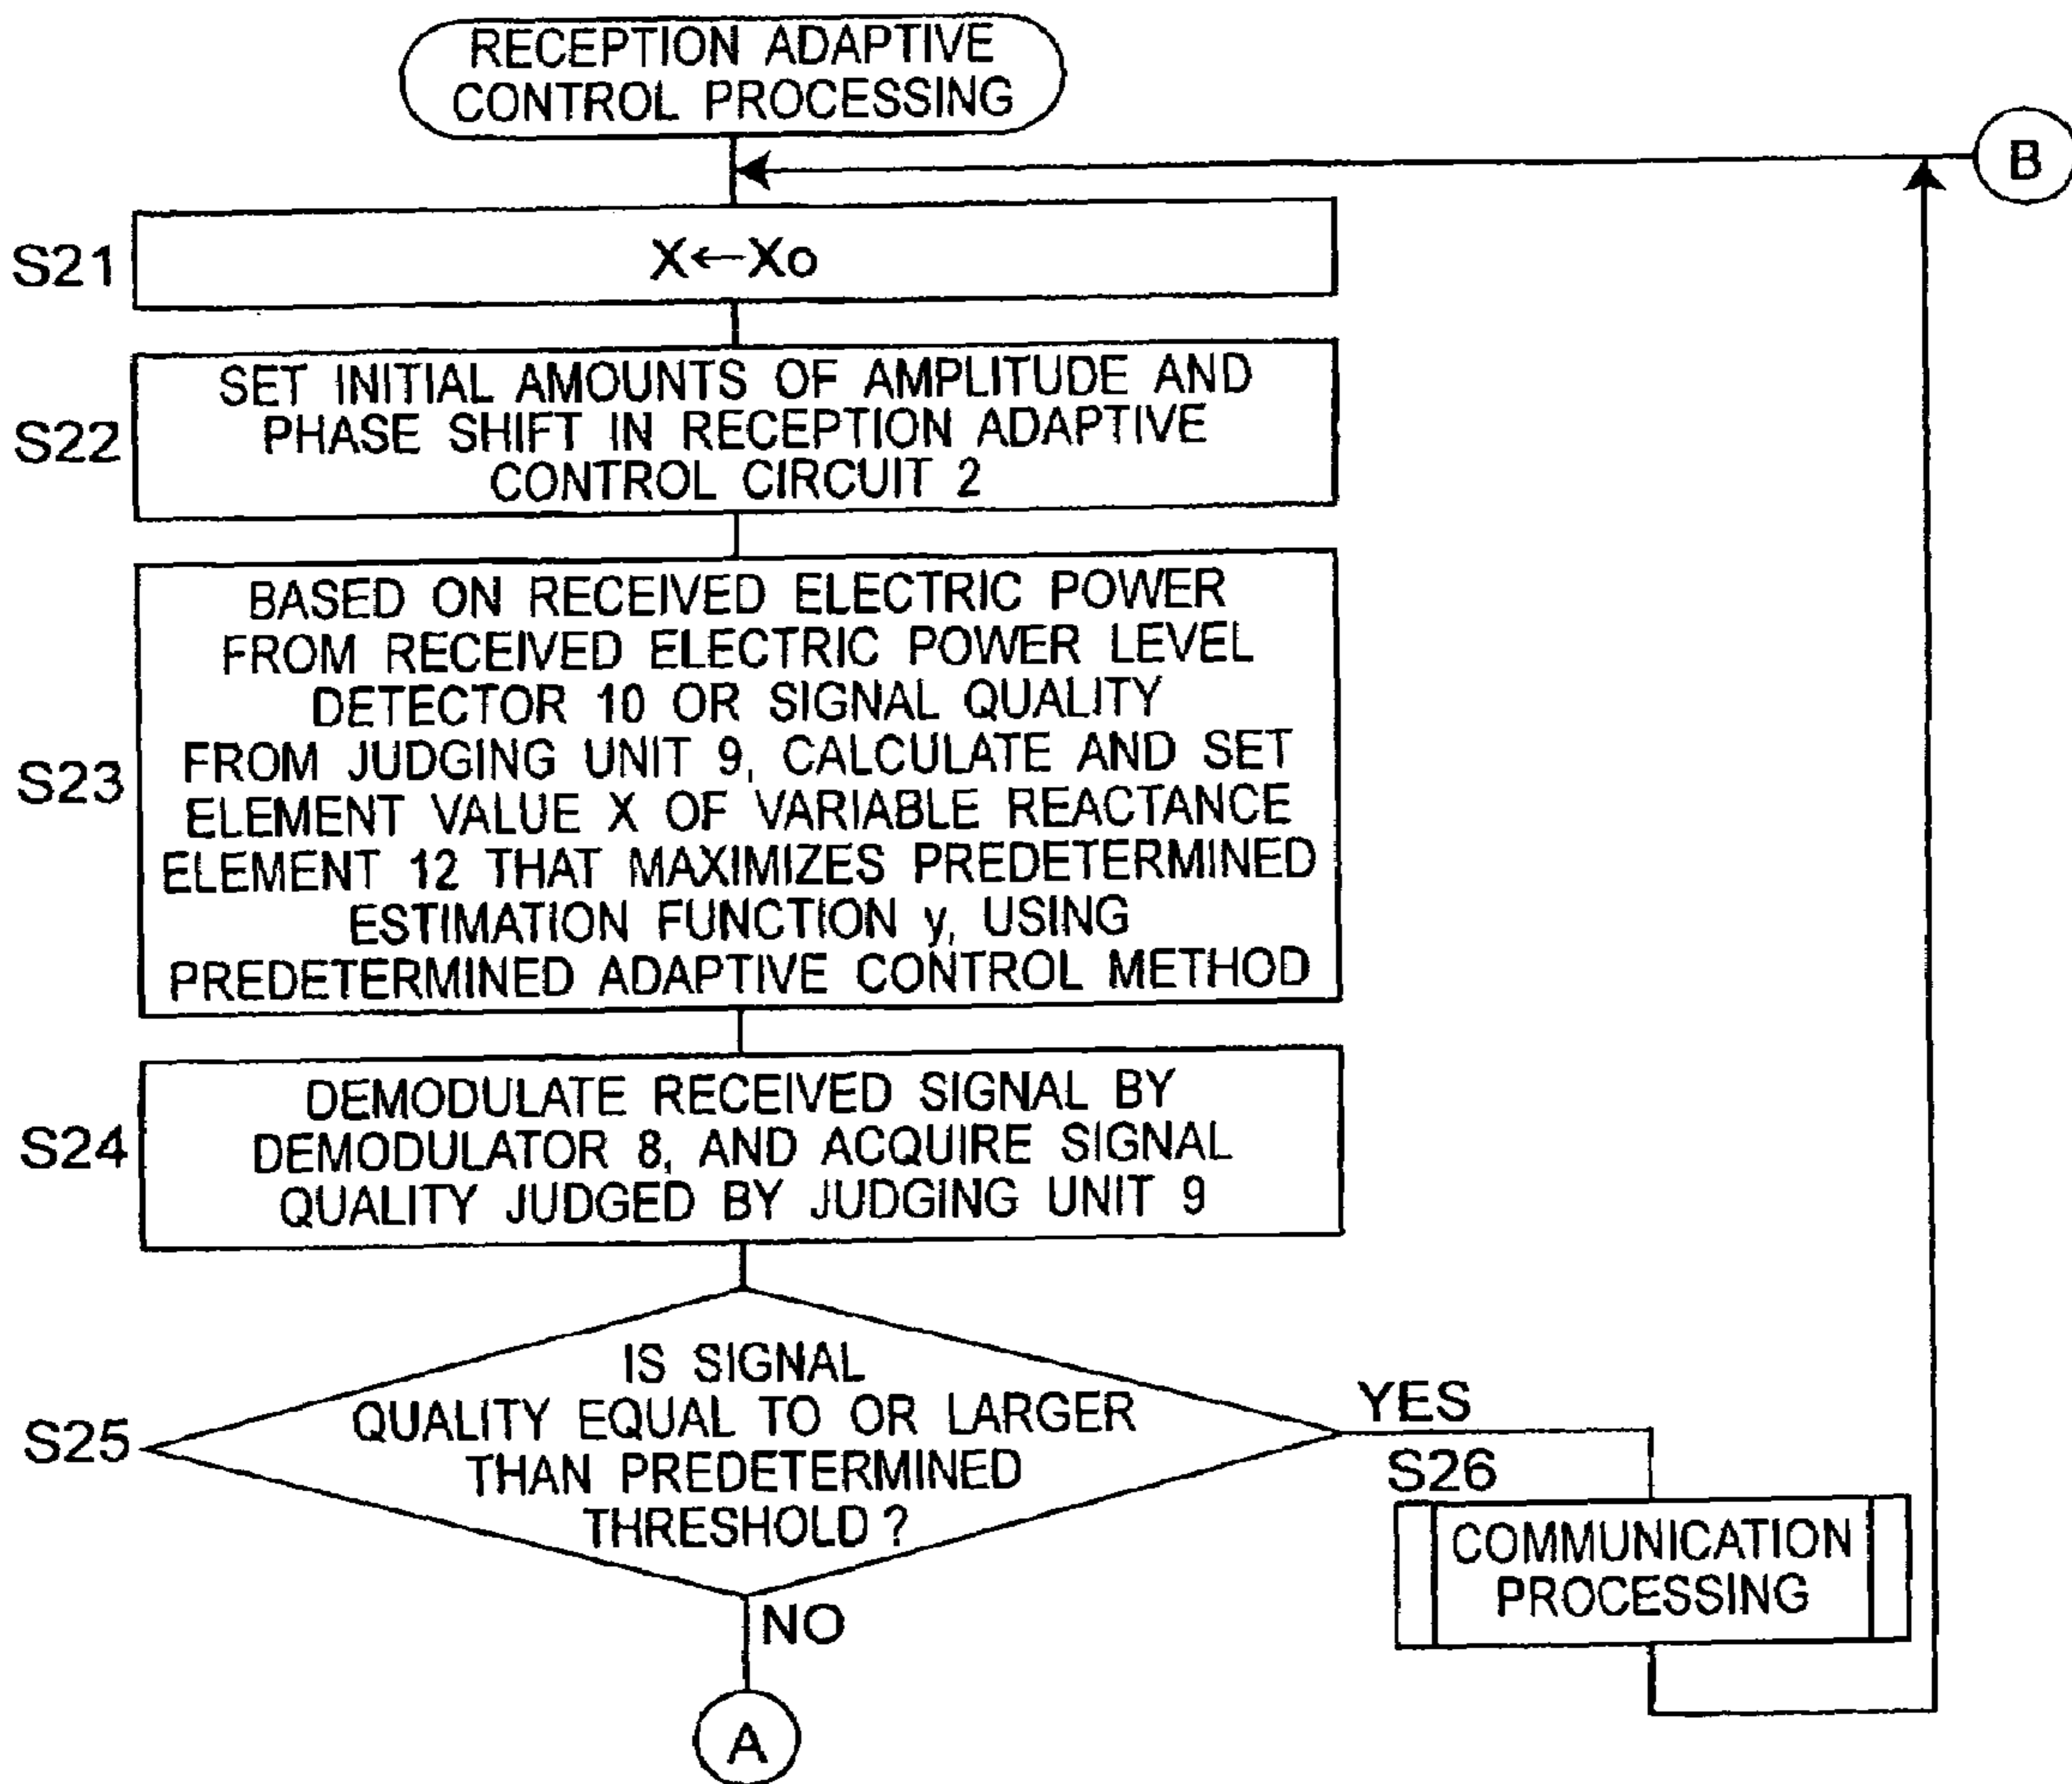 RECEPTION ADAPTIVE
CONTROL PROCESSING
B
S21
X←Xo
S22
SET INITIAL AMOUNTS OF AMPLITUDE AND
PHASE SHIFT IN RECEPTION ADAPTIVE
CONTROL CIRCUIT 2
S23
BASED ON RECEIVED ELECTRIC POWER
FROM RECEIVED ELECTRIC POWER LEVEL
DETECTOR 10 OR SIGNAL QUALITY
FROM JUDGING UNIT 9, CALCULATE AND SET
ELEMENT VALUE X OF VARIABLE REACTANCE
ELEMENT 12 THAT MAXIMIZES PREDETERMINED
ESTIMATION FUNCTION y, USING
PREDETERMINED ADAPTIVE CONTROL METHOD
S24
DEMODULATE RECEIVED SIGNAL BY
DEMODULATOR 8, AND ACQUIRE SIGNAL
QUALITY JUDGED BY JUDGING UNIT 9
S25
IS SIGNAL
QUALITY EQUAL TO OR LARGER
THAN PREDETERMINED
THRESHOLD ?
YES
S26
COMMUNICATION
PROCESSING
NO
A